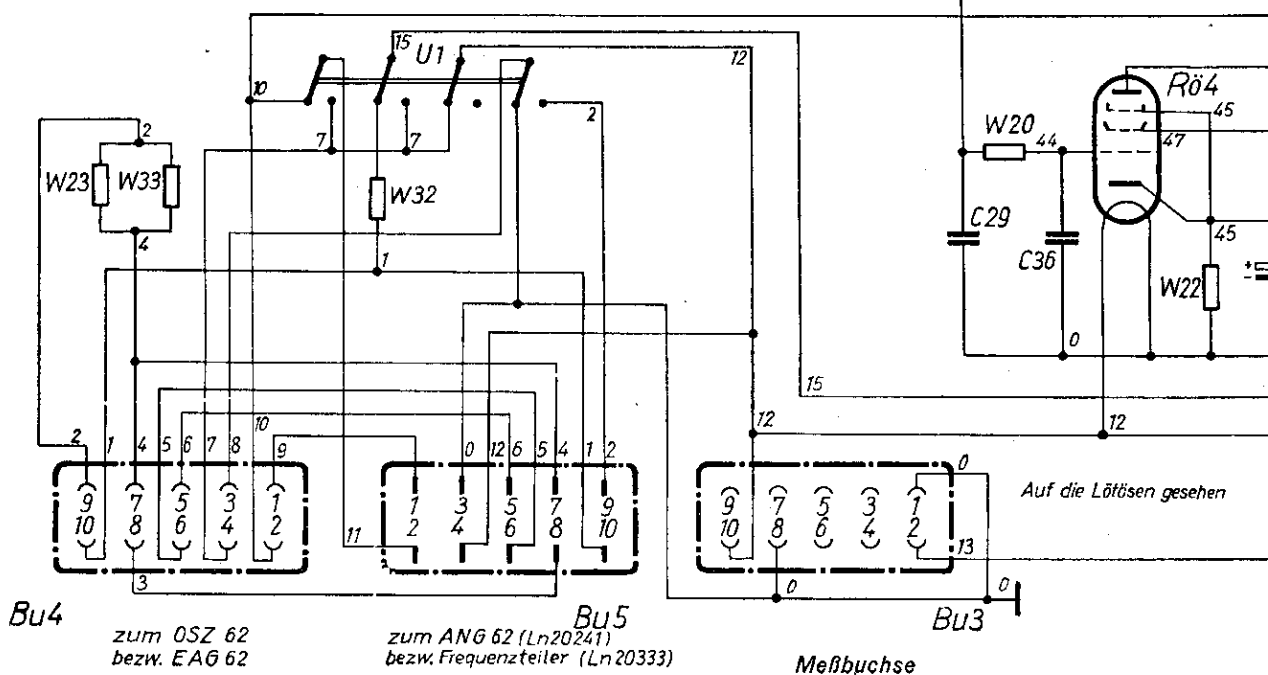 15
U1
12
10
Rö4
2
45
2
7
7
W20
44
47
W23
W33
W32
C29
45
4
C36
1
W22
+
-
0
15
12
12
2
1
4
5
6
7
8
10
9
0
12
6
5
4
1
2
0
9 7 5 3 1
10 8 6 4 2
1 3 5 7 9
2 4 6 8 10
9 7 5 3 1
10 8 6 4 2
Auf die Lötösen gesehen
11
13
3
0
0
Bu4
Bu5
Bu3
zum OSZ 62
bezw. EAG 62
zum ANG 62 (Ln20241)
bezw. Frequenzteiler (Ln20333)
Meßbuchse